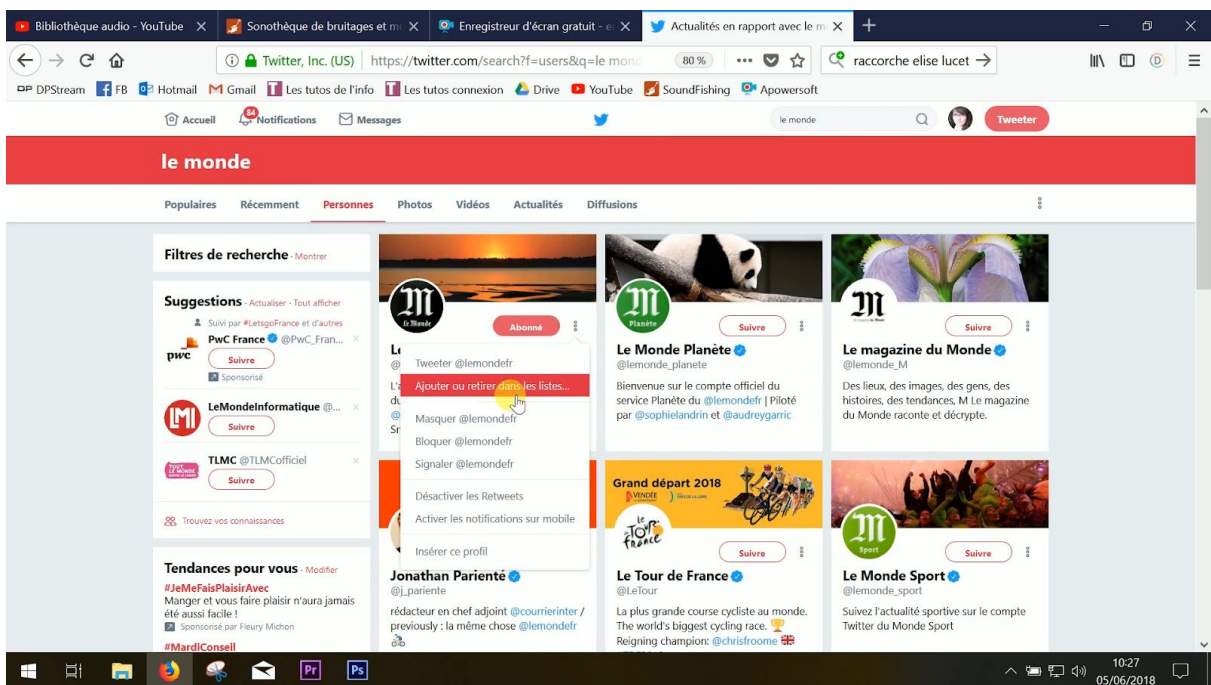 Bibliothèque audio - YouTube
Sonothèque de bruitages et m
Enregistreur d'écran gratuit - e
Actualités en rapport avec le m
Twitter, Inc. (US) https://twitter.com/search?f=users&q=le mond
80 %
raccorche elise lucet
DPStream FB Hotmail Gmail Les tutos de l'info Les tutos connexion Drive YouTube SoundFishing Apowersoft
Accueil 84 Notifications Messages
le monde
Tweeter
le monde
Populaires Récemment Personnes Photos Vidéos Actualités Diffusions
Filtres de recherche · Montrer
Suggestions · Actualiser · Tout afficher
Suivi par #LetsgoFrance et d'autres
PwC France @PwC_Fran...
pwc
Suivre
Sponsorisé
LeMondeInformatique @...
LMI
Suivre
TLMC @TLMCofficiel
Suivre
Trouvez vos connaissances
Tendances pour vous · Modifier
#JeMeFaisPlaisirAvec
Manger et vous faire plaisir n'aura jamais
été aussi facile !
Sponsorisé par Fleury Michon
#MardiConseil
Le Monde
Abonné
Tweeter @lemondefr
Ajouter ou retirer dans les listes...
Masquer @lemondefr
Bloquer @lemondefr
Signaler @lemondefr
Désactiver les Retweets
Activer les notifications sur mobile
Insérer ce profil
Jonathan Parienté
@j_pariente
rédacteur en chef adjoint @courrierinter /
previously : la même chose @lemondefr
Planète
Suivre
Le Monde Planète
@lemonde_planete
Bienvenue sur le compte officiel du
service Planète du @lemondefr | Piloté
par @sophielandrin et @audreygarric
Grand départ 2018
VENDÉE
Le Tour de France
Suivre
Le Tour de France
@LeTour
La plus grande course cycliste au monde.
The world's biggest cycling race.
Reigning champion: @chrisfroome
Suivre
Le magazine du Monde
@lemonde_M
Des lieux, des images, des gens, des
histoires, des tendances, M Le magazine
du Monde raconte et décrypte.
Sport
Suivre
Le Monde Sport
@lemonde_sport
Suivez l'actualité sportive sur le compte
Twitter du Monde Sport
Pr Ps
10:27
05/06/2018